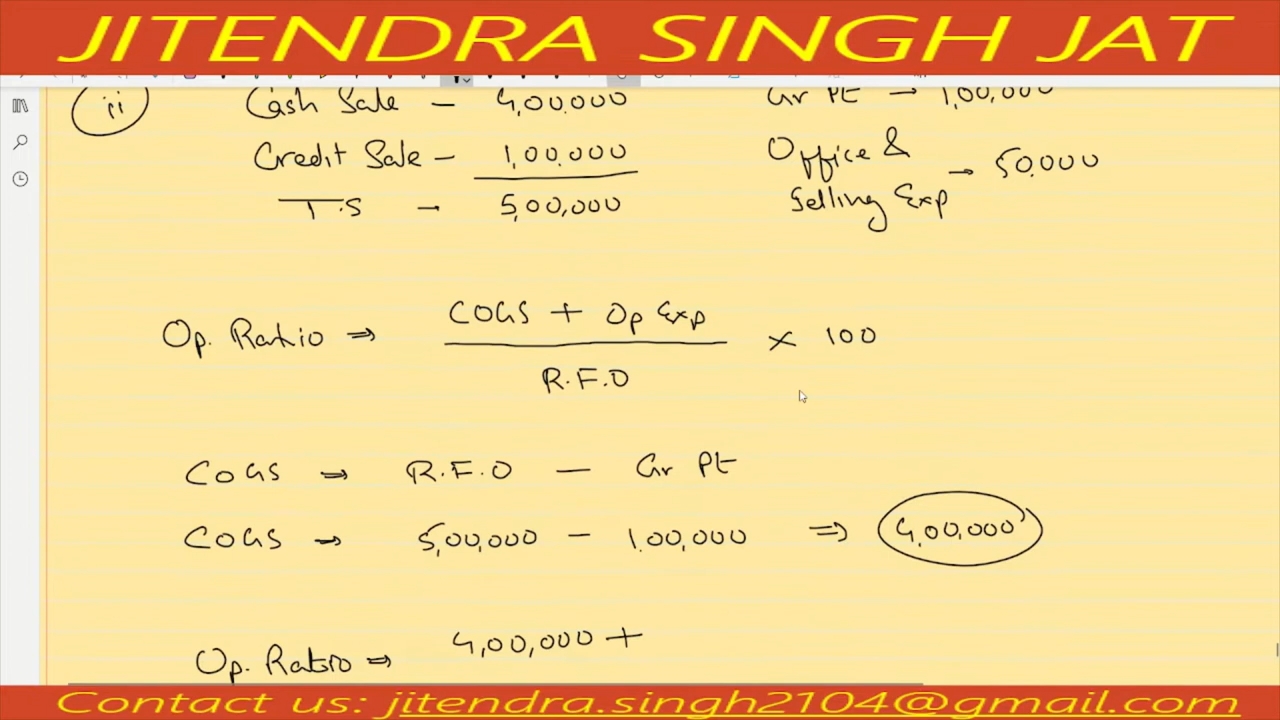 JITENDRA SINGH JAT
ii Cash Sale - 4,00,000 Gr Pt → 1,00,000
Credit Sale - 1,00,000 Office &
T.S - 5,00,000 Selling Exp → 50,000
Op. Ratio ⇒ COGS + Op Exp × 100
R.F.O
COGS → R.F.O - Gr Pt
COGS → 5,00,000 - 1,00,000 ⇒ 4,00,000
Op. Ratio ⇒ 4,00,000 +
Contact us: jitendra.singh2104@gmail.com